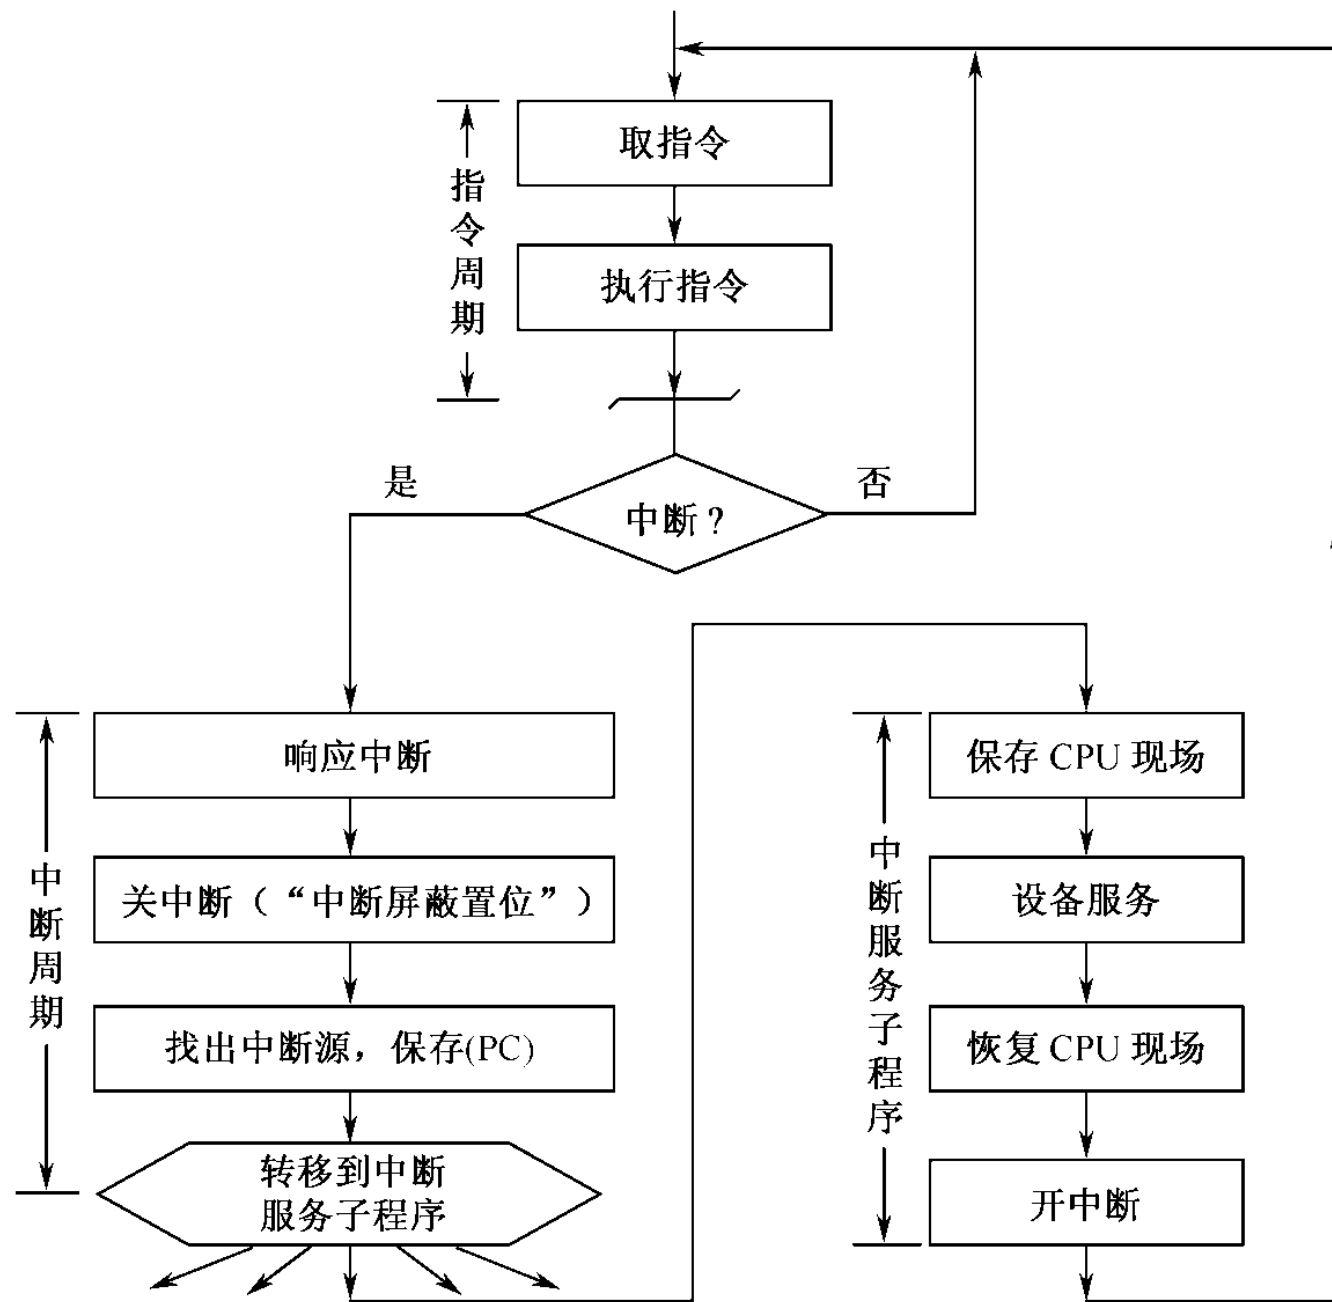 取指令
指令周期
执行指令
是
否
中断？
响应中断
保存 CPU 现场
中断周期
关中断（“中断屏蔽置位”）
中断服务子程序
设备服务
找出中断源，保存(PC)
恢复 CPU 现场
转移到中断
服务子程序
开中断